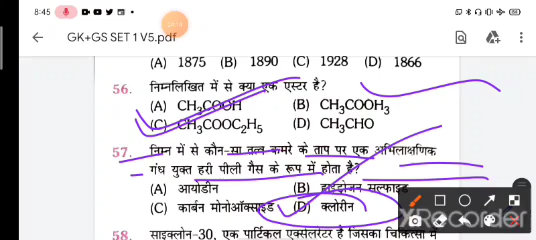 8:45
GK+GS SET 1 V5.pdf
(A) 1875 (B) 1890 (C) 1928 (D) 1866
56. निम्नलिखित में से क्या एक एस्टर है?
(A) CH3COOH (B) CH3COOH3
(C) CH3COOC2H5 (D) CH3CHO
57. निम्न में से कौन-सा तत्व कमरे के ताप पर एक अभिलाक्षणिक
गंध युक्त हरी पीली गैस के रूप में होता है?
(A) आयोडीन (B) हाइड्रोजन सल्फाइड
(C) कार्बन मोनोऑक्साइड (D) क्लोरीन
58. साइक्लोन-30, एक पार्टिकल एक्सेलरेटर है जिसका चिकित्सा में
XRecorder